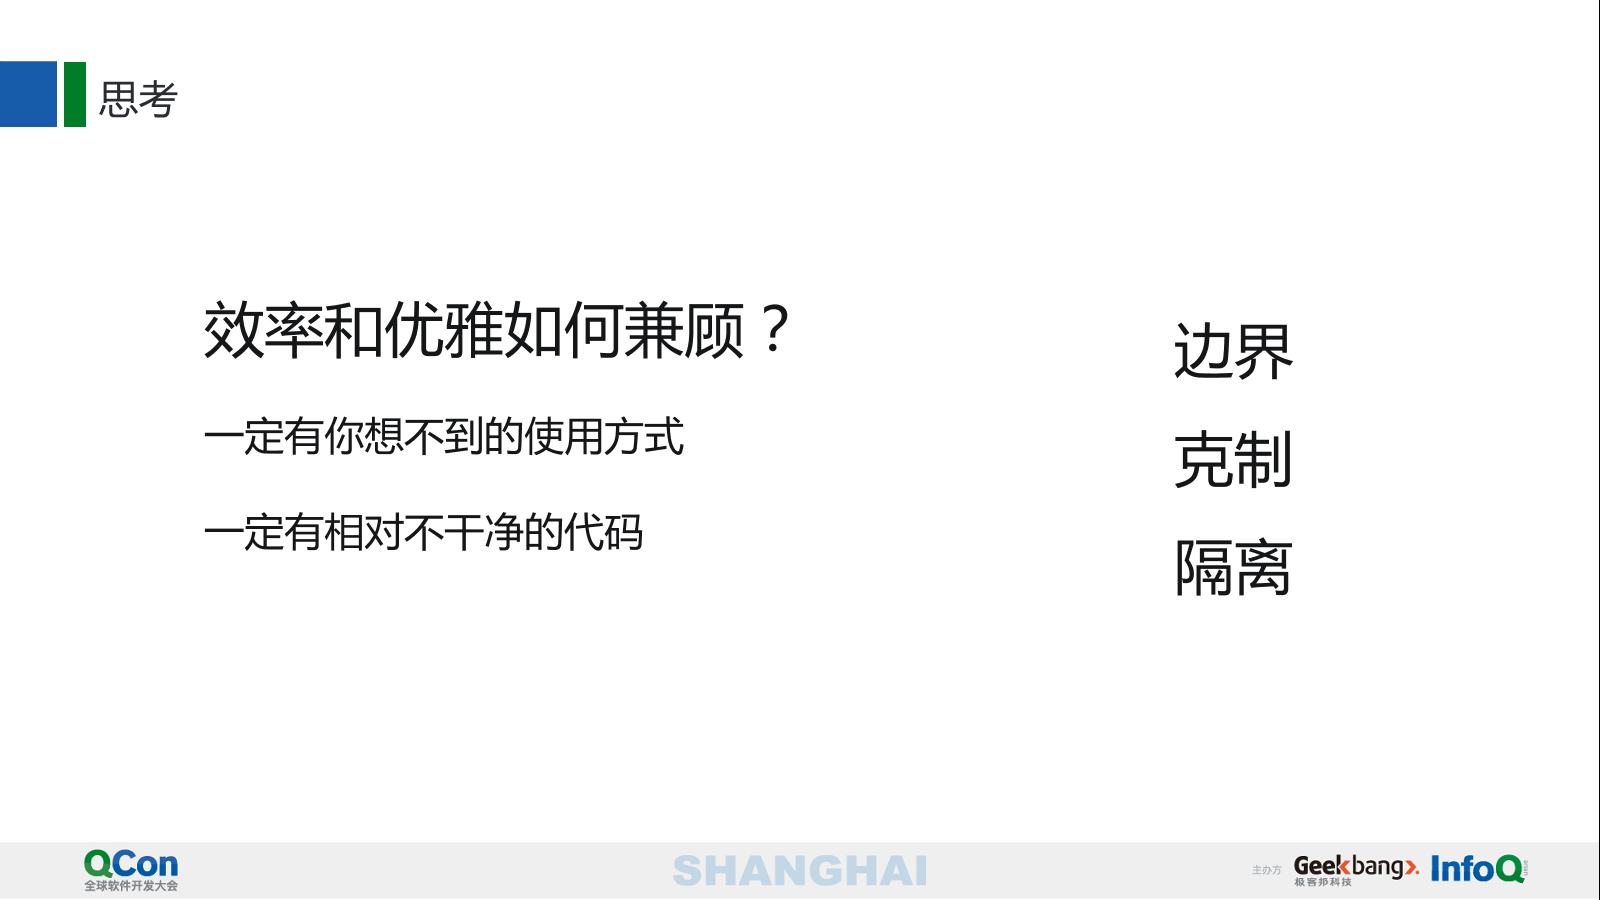 思考
效率和优雅如何兼顾？
一定有你想不到的使用方式
一定有相对不干净的代码
边界
克制
隔离
QCon
全球软件开发大会
SHANGHAI
主办方
Geekbang
极客邦科技
InfoQ